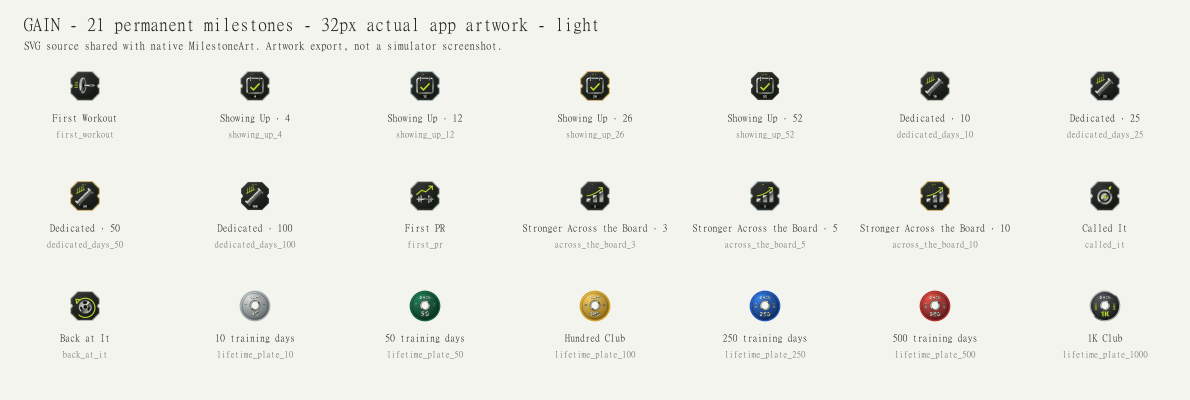 GAIN - 21 permanent milestones - 32px actual app artwork - light
SVG source shared with native MilestoneArt. Artwork export, not a simulator screenshot.
First Workout
first_workout
Showing Up · 4
showing_up_4
Showing Up · 12
showing_up_12
Showing Up · 26
showing_up_26
Showing Up · 52
showing_up_52
Dedicated · 10
dedicated_days_10
Dedicated · 25
dedicated_days_25
Dedicated · 50
dedicated_days_50
Dedicated · 100
dedicated_days_100
First PR
first_pr
Stronger Across the Board · 3
across_the_board_3
Stronger Across the Board · 5
across_the_board_5
Stronger Across the Board · 10
across_the_board_10
Called It
called_it
Back at It
back_at_it
10 training days
lifetime_plate_10
50
50 training days
lifetime_plate_50
Hundred Club
lifetime_plate_100
250
250 training days
lifetime_plate_250
500
500 training days
lifetime_plate_500
1K
1K Club
lifetime_plate_1000